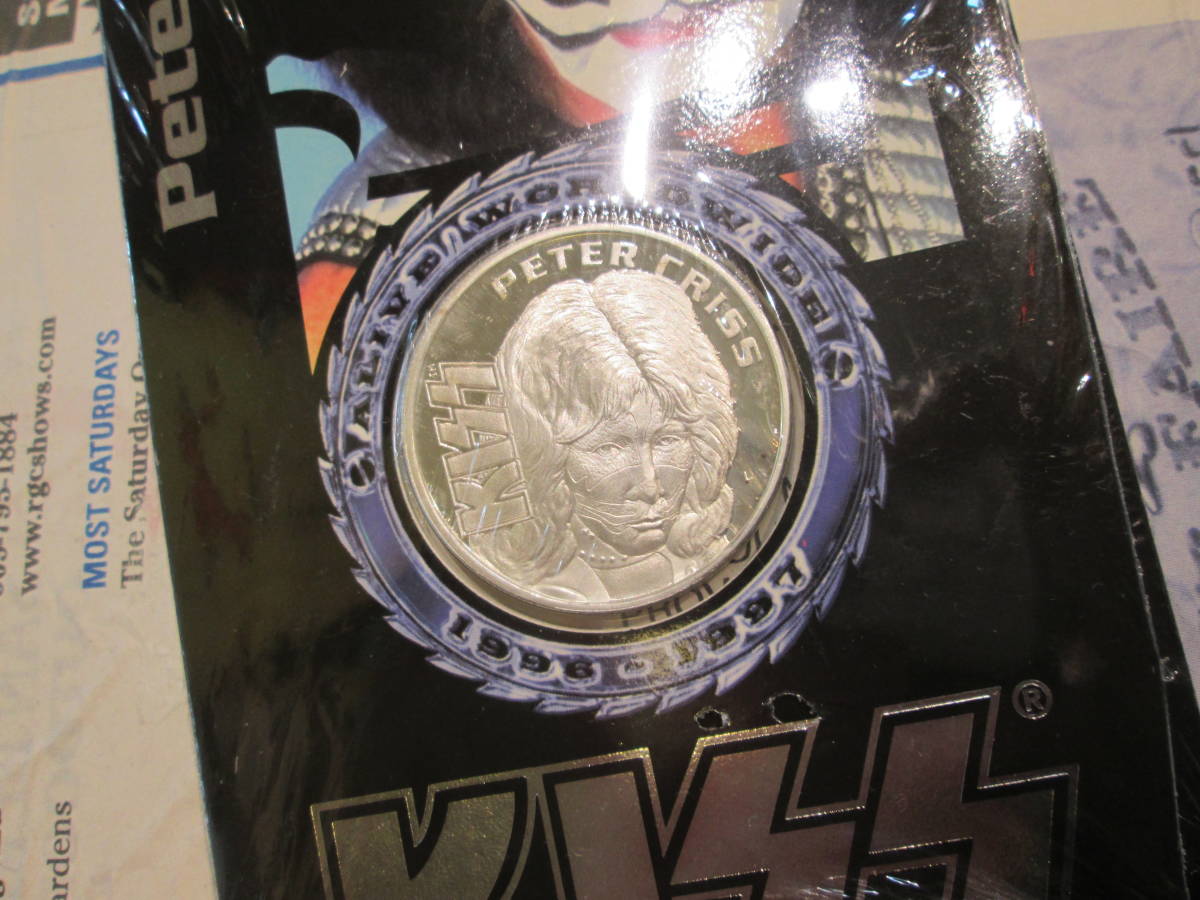 Pete
ALIVE WORLDWIDE
PETER CRISS
KISS
1996 - 1997
KISS®
www.rgcshows.com
MOST SATURDAYS
The Saturday
ardens